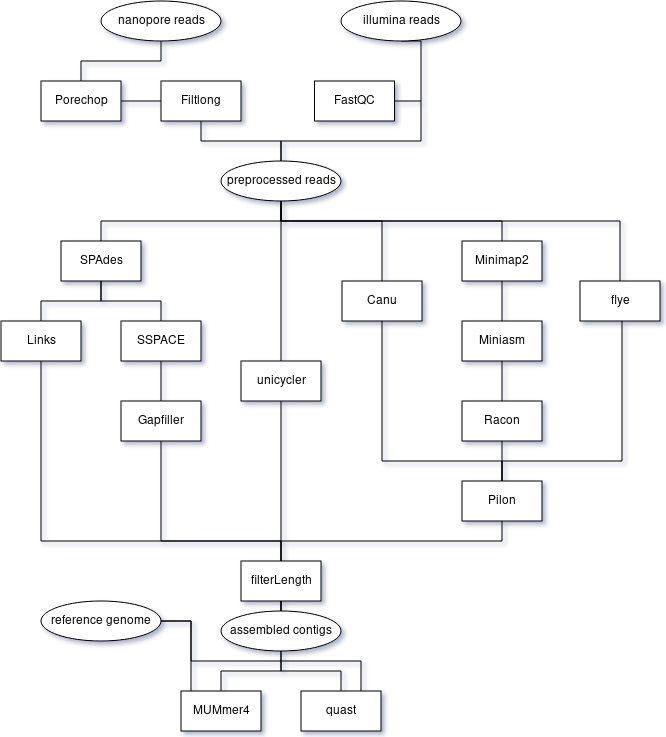 nanopore reads
illumina reads
Porechop
Filtlong
FastQC
preprocessed reads
SPAdes
Minimap2
Canu
flye
Links
SSPACE
Miniasm
unicycler
Gapfiller
Racon
Pilon
filterLength
reference genome
assembled contigs
MUMmer4
quast